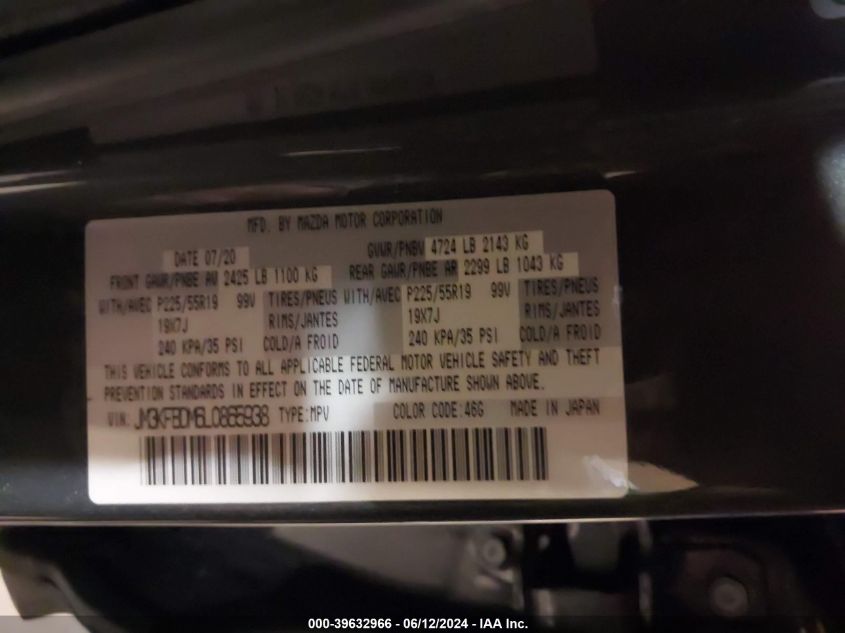 MFD. BY MAZDA MOTOR CORPORATION
DATE 07/20 GVWR/PNBV 4724 LB 2143 KG
FRONT GAWR/PNBE AV 2425 LB 1100 KG REAR GAWR/PNBE AR 2299 LB 1043 KG
WITH/AVEC P225/55R19 99V TIRES/PNEUS WITH/AVEC P225/55R19 99V TIRES/PNEUS
19X7J RIMS/JANTES 19X7J RIMS/JANTES
240 KPA/35 PSI COLD/A FROID 240 KPA/35 PSI COLD/A FROID
THIS VEHICLE CONFORMS TO ALL APPLICABLE FEDERAL MOTOR VEHICLE SAFETY AND THEFT
PREVENTION STANDARDS IN EFFECT ON THE DATE OF MANUFACTURE SHOWN ABOVE.
VIN: JM3KFBDM6L0865938 TYPE:MPV COLOR CODE:46G MADE IN JAPAN
000-39632966 - 06/12/2024 - IAA Inc.